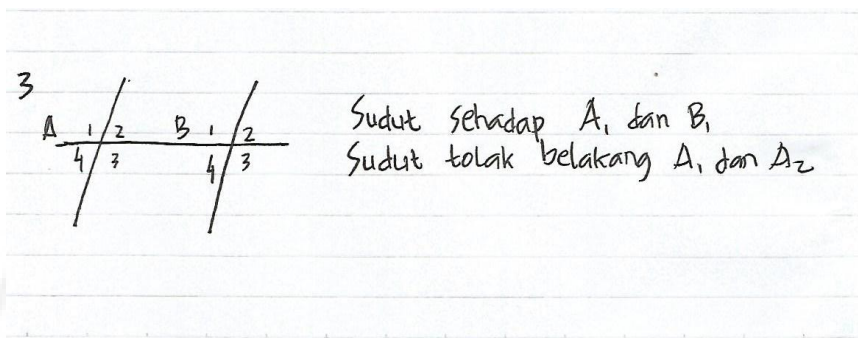 3
A 1 2 B 1 2
4 3 4 3
Sudut sehadap A1 dan B1
Sudut tolak belakang A1 dan A2